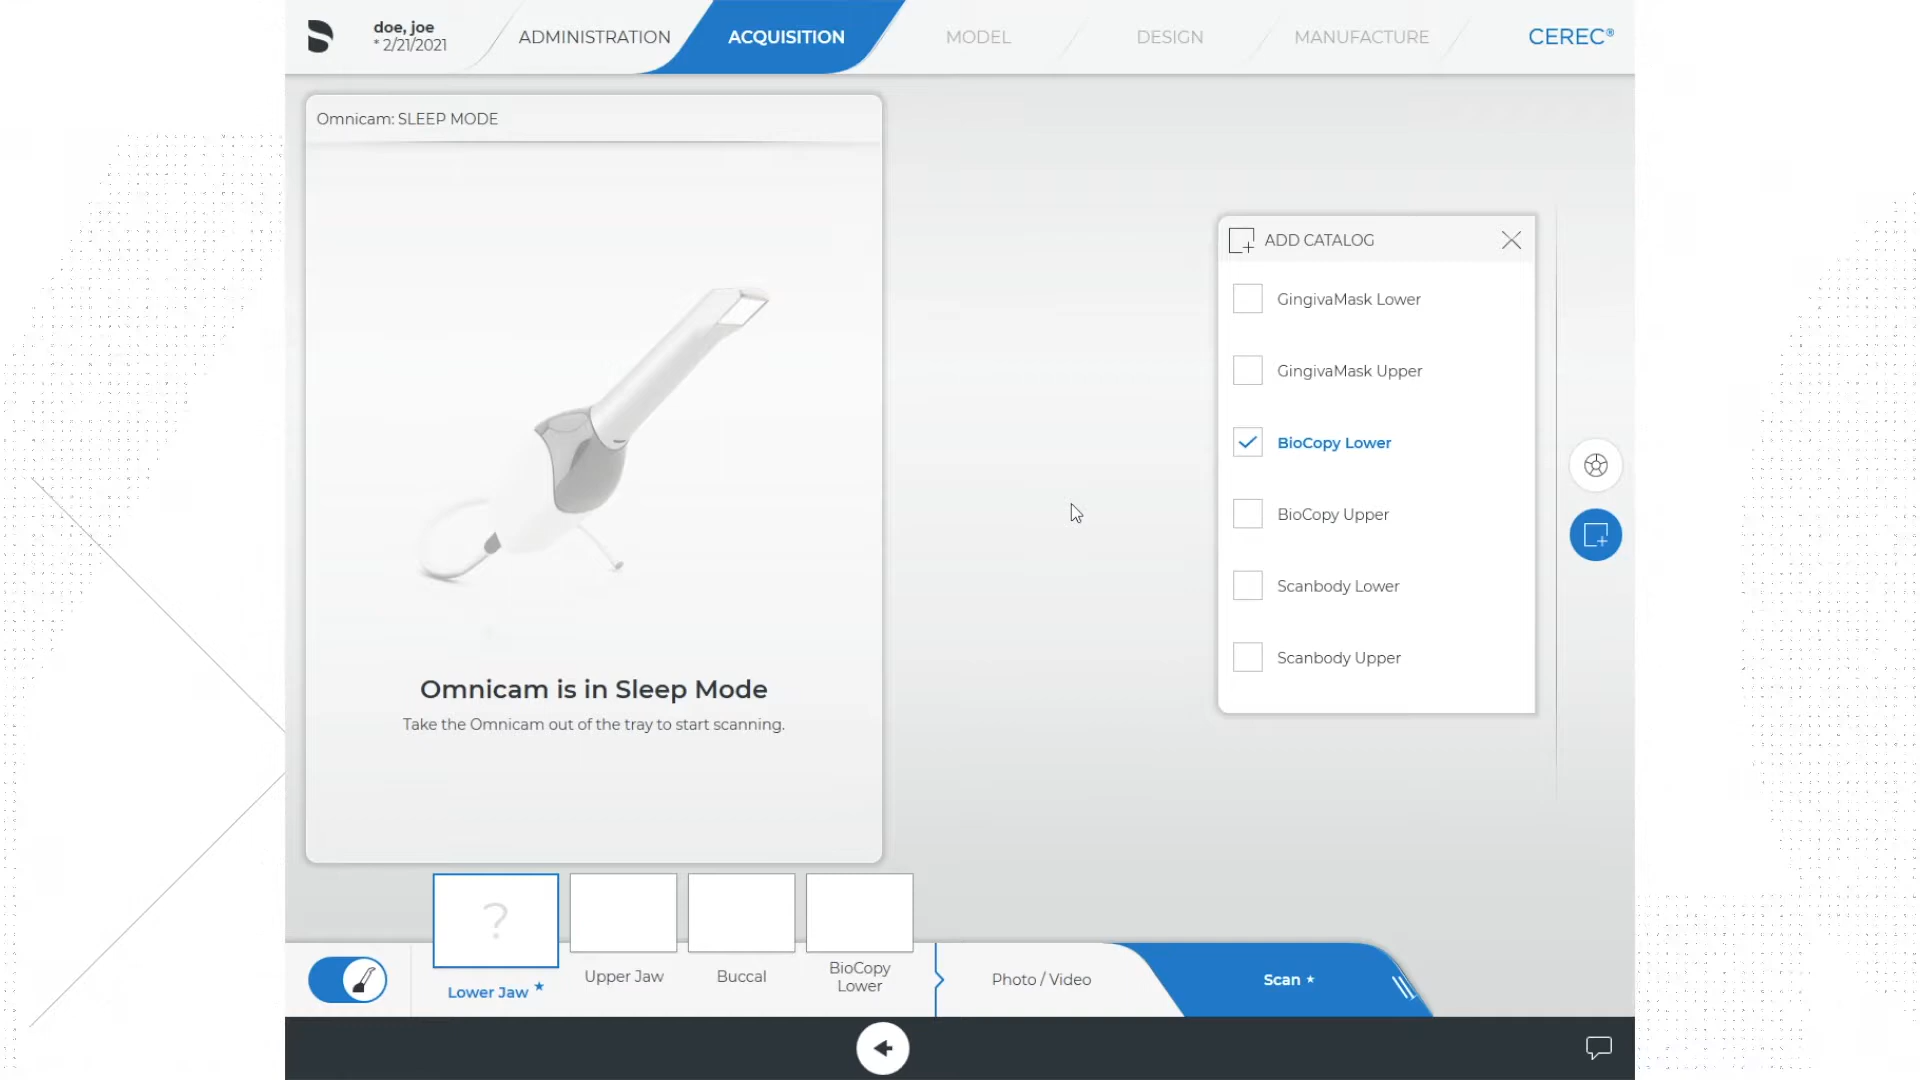 doe, joe
* 2/21/2021
ADMINISTRATION
ACQUISITION
MODEL
DESIGN
MANUFACTURE
CEREC®
Omnicam: SLEEP MODE
ADD CATALOG
GingivaMask Lower
GingivaMask Upper
BioCopy Lower
BioCopy Upper
Scanbody Lower
Scanbody Upper
Omnicam is in Sleep Mode
Take the Omnicam out of the tray to start scanning.
?
Lower Jaw *
Upper Jaw
Buccal
BioCopy
Lower
Photo / Video
Scan *